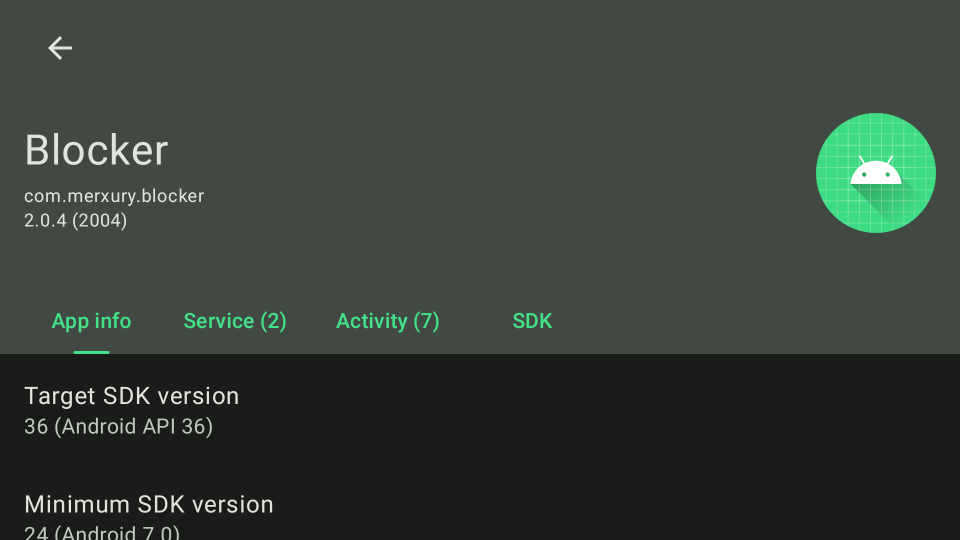 Blocker
com.merxury.blocker
2.0.4 (2004)
App info
Service (2)
Activity (7)
SDK
Target SDK version
36 (Android API 36)
Minimum SDK version
24 (Android 7.0)